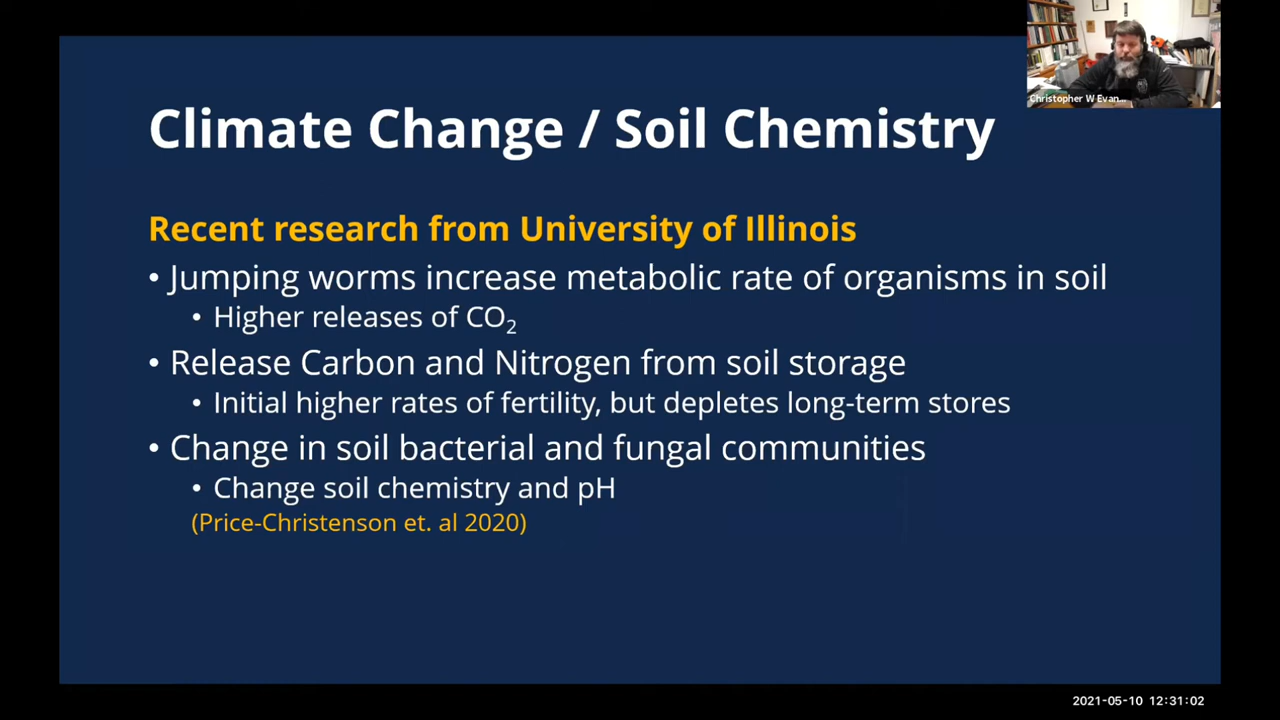 Christopher W Evan...
Climate Change / Soil Chemistry
Recent research from University of Illinois
• Jumping worms increase metabolic rate of organisms in soil
• Higher releases of CO₂
• Release Carbon and Nitrogen from soil storage
• Initial higher rates of fertility, but depletes long-term stores
• Change in soil bacterial and fungal communities
• Change soil chemistry and pH
(Price-Christenson et. al 2020)
2021-05-10 12:31:02